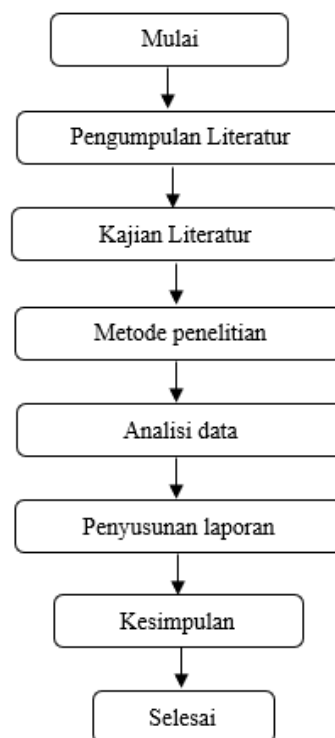 Mulai
Pengumpulan Literatur
Kajian Literatur
Metode penelitian
Analisi data
Penyusunan laporan
Kesimpulan
Selesai